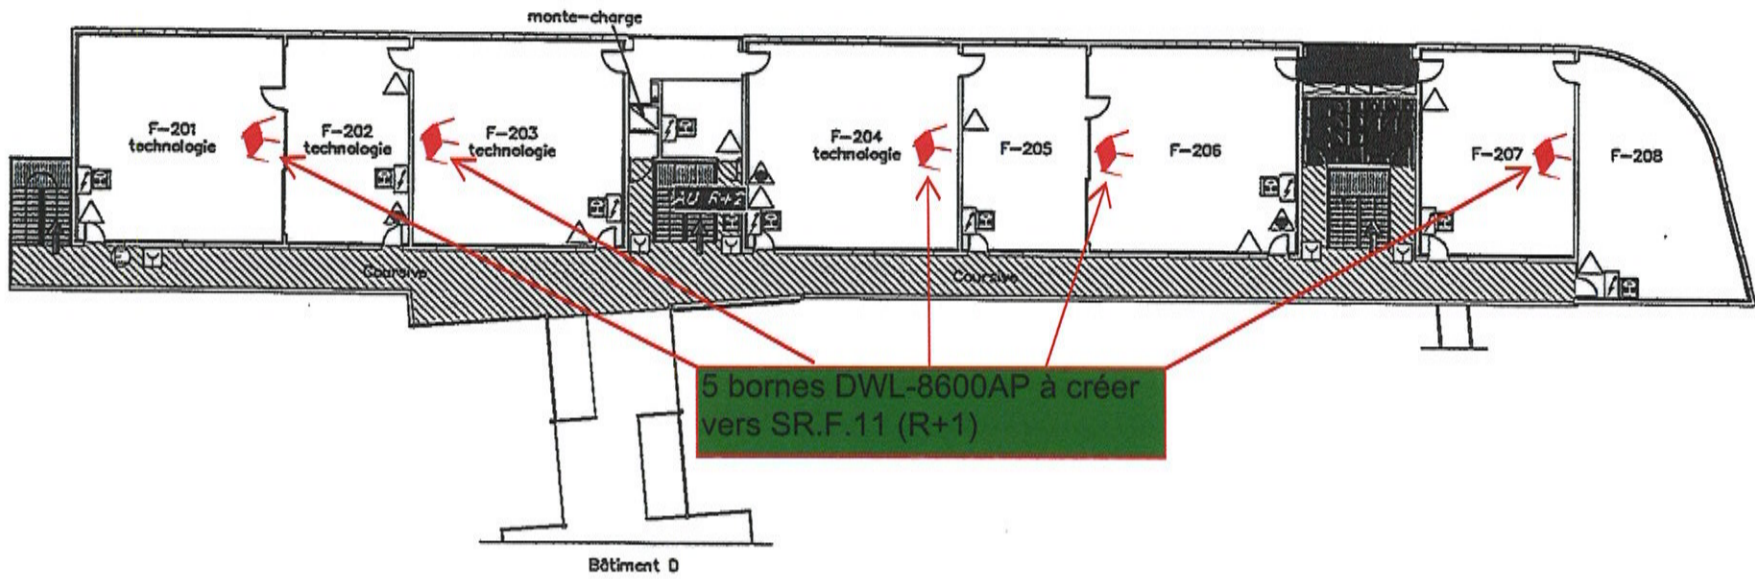 monte-charge
F-201
technologie
F-202
technologie
F-203
technologie
F-204
technologie
F-205
F-206
F-207
F-208
AU R+2
Coursive
Coursive
5 bornes DWL-8600AP à créer
vers SR.F.11 (R+1)
Bâtiment D